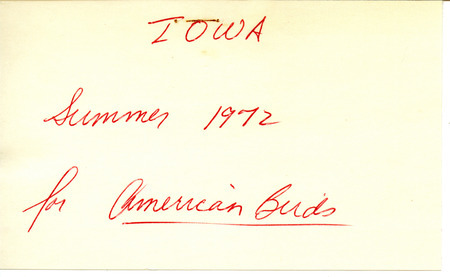 IOWA
Summer 1972
for American Birds